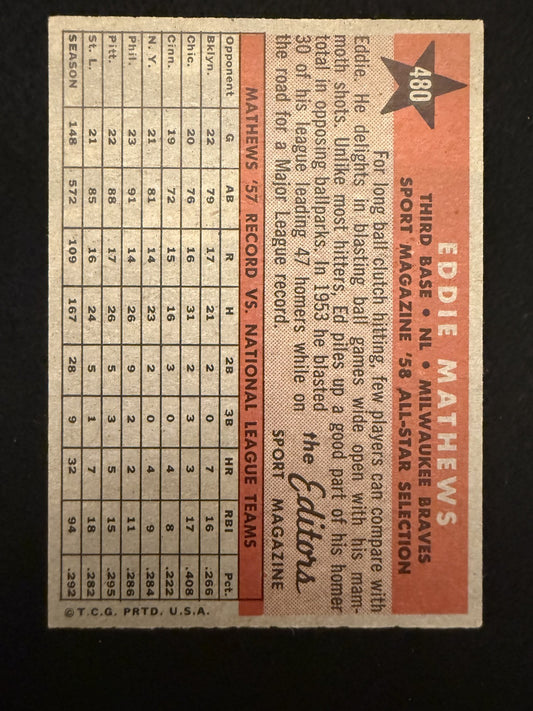 480
EDDIE MATHEWS
THIRD BASE • NL • MILWAUKEE BRAVES
SPORT MAGAZINE '58 ALL-STAR SELECTION
For long ball clutch hitting, few players can compare with
Eddie. He delights in blasting ball games wide open with his mam-
moth shots. Unlike most hitters, Ed piles up a good part of his homer
total in opposing ballparks. In 1953 he blasted
30 of his league leading 47 homers while on
the road for a Major League record.
the Editors
SPORT MAGAZINE
MATHEWS '57 RECORD VS. NATIONAL LEAGUE TEAMS
Opponent G AB R H 2B 3B HR RBI Pct.
Bklyn. 22 79 17 21 2 0 7 16 .266
Chic. 20 76 16 31 3 3 3 17 .408
Cinn. 19 72 15 16 3 0 4 8 .222
N. Y. 21 81 14 23 2 0 4 9 .284
Phil. 23 91 14 26 9 2 2 11 .286
Pitt. 22 88 17 26 5 3 5 15 .295
St. L. 21 85 16 24 5 1 7 18 .282
SEASON 148 572 109 167 28 9 32 94 .292
© T.C.G. PRTD. U.S.A.